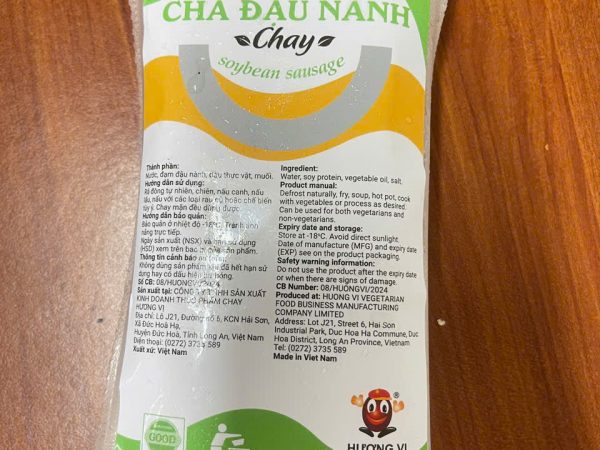 CHẢ ĐẬU NÀNH
Chay
soybean sausage
Thành phần:
Nước, đạm đậu nành, dầu thực vật, muối.
Hướng dẫn sử dụng:
Rã đông tự nhiên, chiên, nấu canh, nấu
lẩu, nấu với các loại rau củ hoặc chế biến
tùy ý. Chay mặn đều dùng được.
Hướng dẫn bảo quản:
Bảo quản ở nhiệt độ -18ºC. Tránh ánh
nắng trực tiếp.
Ngày sản xuất (NSX) và hạn sử dụng
(HSD) xem trên bao bì của sản phẩm.
Thông tin cảnh báo an toàn:
Không dùng sản phẩm khi đã hết hạn sử
dụng hay có dấu hiệu hư hỏng.
Số CB: 08/HUONGVI/2024
Sản xuất tại: CÔNG TY TNHH SẢN XUẤT
KINH DOANH THỰC PHẨM CHAY
HƯƠNG VỊ
Địa chỉ: Lô J21, Đường số 6, KCN Hải Sơn,
Xã Đức Hoà Hạ,
Huyện Đức Hoà, Tỉnh Long An, Việt Nam
Điện thoại: (0272) 3735 589
Xuất xứ: Việt Nam
Ingredient:
Water, soy protein, vegetable oil, salt.
Product manual:
Defrost naturally, fry, soup, hot pot, cook
with vegetables or process as desired.
Can be used for both vegetarians and
non-vegetarians.
Expiry date and storage:
Store at -18ºC. Avoid direct sunlight.
Date of manufacture (MFG) and expiry date
(EXP) see on the product packaging.
Safety warning information:
Do not use the product after the expiry date
or when there are signs of damage.
CB Number: 08/HUONGVI/2024
Produced at: HUONG VI VEGETARIAN
FOOD BUSINESS MANUFACTURING
COMPANY LIMITED
Address: Lot J21, Street 6, Hai Son
Industrial Park, Duc Hoa Ha Commune, Duc
Hoa District, Long An Province, Vietnam
Tel: (0272) 3735 589
Made in Viet Nam
GOOD
®
HƯƠNG VỊ